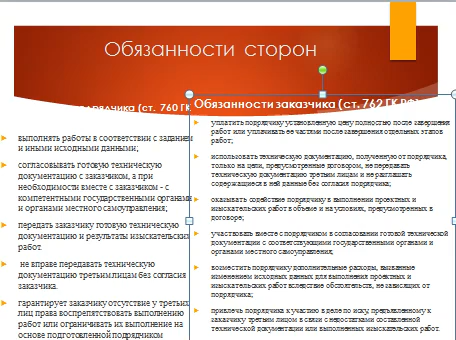 Обязанности сторон
подрядчика (ст. 760 ГК
выполнять работы в соответствии с заданием
и иными исходными данными;
согласовывать готовую техническую
документацию с заказчиком, а при
необходимости вместе с заказчиком - с
компетентными государственными органами
и органами местного самоуправления;
передать заказчику готовую техническую
документацию и результаты изыскательских
работ.
не вправе передавать техническую
документацию третьим лицам без согласия
заказчика.
гарантирует заказчику отсутствие у третьих
лиц права воспрепятствовать выполнению
работ или ограничивать их выполнение на
основе подготовленной подрядчиком
Обязанности заказчика (ст. 762 ГК РФ)
уплатить подрядчику установленную цену полностью после завершения
работ или уплачивать ее частями после завершения отдельных этапов
работ;
использовать техническую документацию, полученную от подрядчика,
только на цели, предусмотренные договором, не передавать
техническую документацию третьим лицам и не разглашать
содержащиеся в ней данные без согласия подрядчика;
оказывать содействие подрядчику в выполнении проектных и
изыскательских работ в объеме и на условиях, предусмотренных в
договоре;
участвовать вместе с подрядчиком в согласовании готовой технической
документации с соответствующими государственными органами и
органами местного самоуправления;
возместить подрядчику дополнительные расходы, вызванные
изменением исходных данных для выполнения проектных и
изыскательских работ вследствие обстоятельств, не зависящих от
подрядчика;
привлечь подрядчика к участию в деле по иску, предъявленному к
заказчику третьим лицом в связи с недостатками составленной
технической документации или выполненных изыскательских работ.